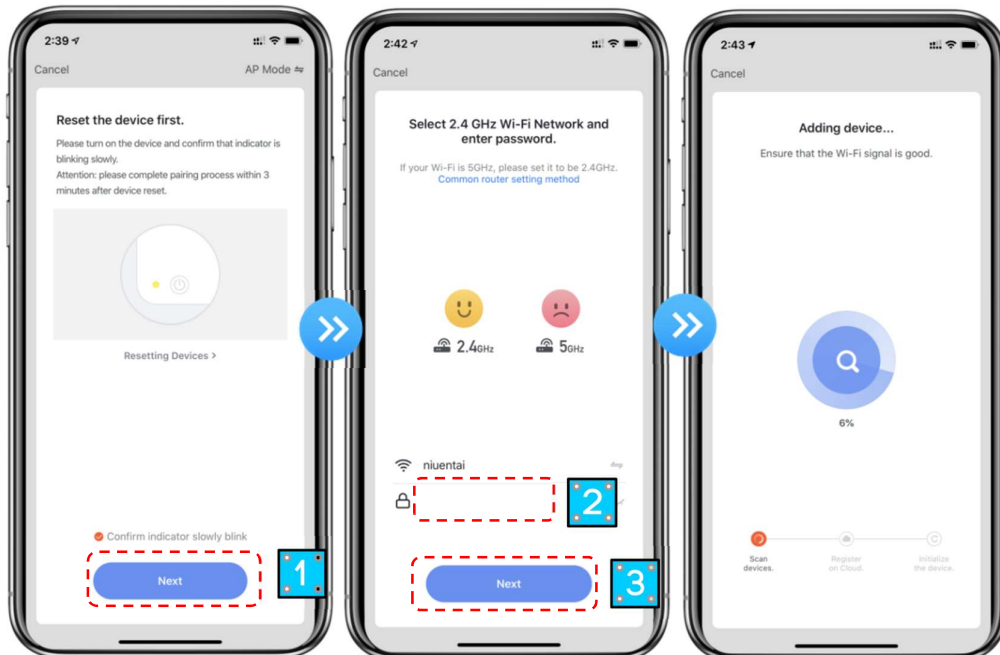 2:39
Cancel
AP Mode
Reset the device first.
Please turn on the device and confirm that indicator is
blinking slowly.
Attention: please complete pairing process within 3
minutes after device reset.
Resetting Devices >
Confirm indicator slowly blink
Next
1
2:42
Cancel
Select 2.4 GHz Wi-Fi Network and
enter password.
If your Wi-Fi is 5GHz, please set it to be 2.4GHz.
Common router setting method
2.4GHz
5GHz
niuentai
2
Next
3
2:43
Cancel
Adding device...
Ensure that the Wi-Fi signal is good.
6%
Scan
devices.
Register
on Cloud.
Initialize
the device.